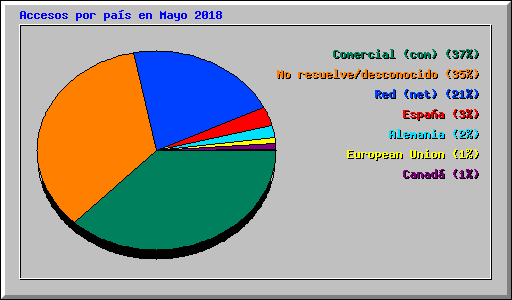 Accesos por país en Mayo 2018
Comercial (com) (37%)
No resuelve/desconocido (35%)
Red (net) (21%)
España (3%)
Alemania (2%)
European Union (1%)
Canadá (1%)